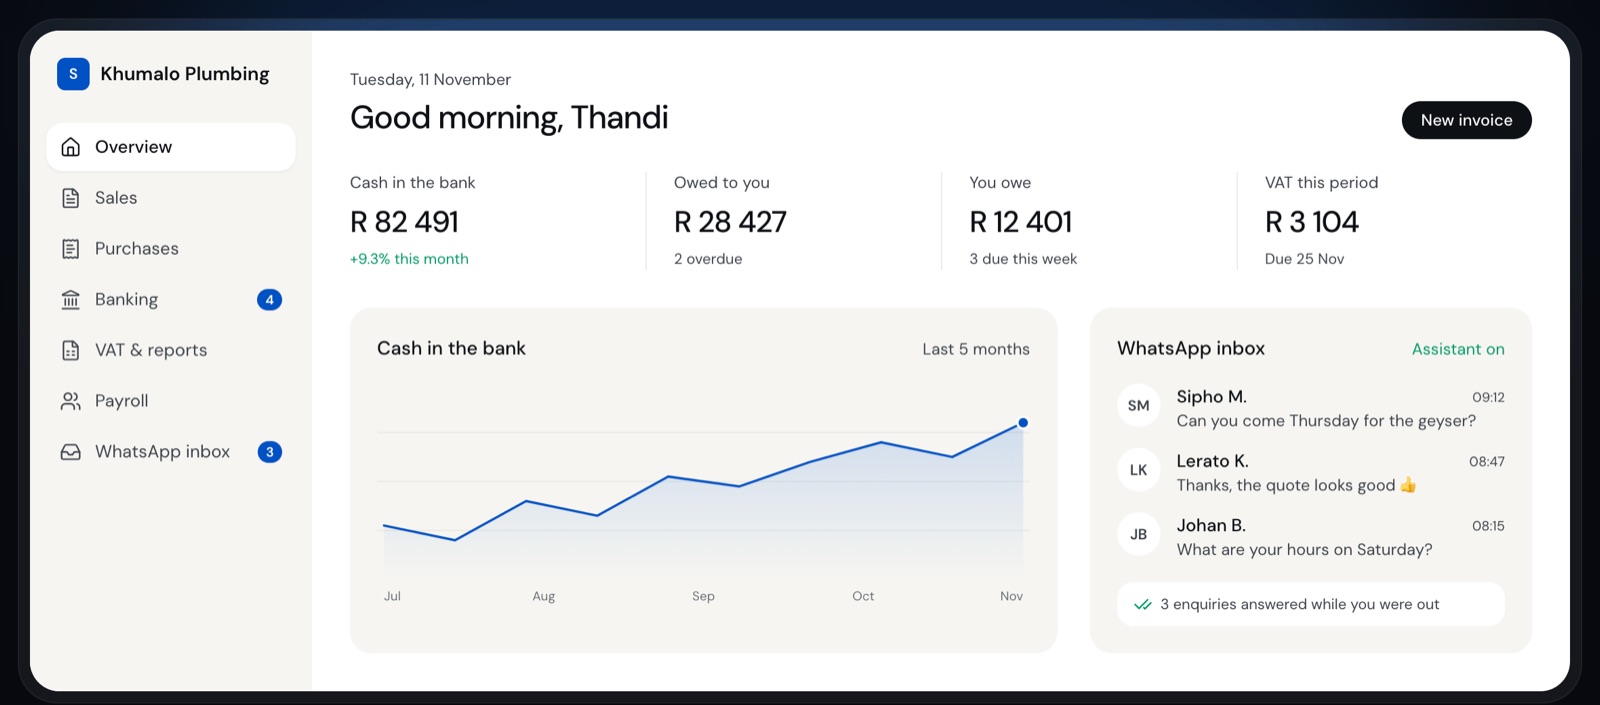 S Khumalo Plumbing
Overview
Sales
Purchases
Banking 4
VAT & reports
Payroll
WhatsApp inbox 3
Tuesday, 11 November
Good morning, Thandi
New invoice
Cash in the bank
R 82 491
+9.3% this month
Owed to you
R 28 427
2 overdue
You owe
R 12 401
3 due this week
VAT this period
R 3 104
Due 25 Nov
Cash in the bank Last 5 months
Jul Aug Sep Oct Nov
WhatsApp inbox Assistant on
SM Sipho M. 09:12
Can you come Thursday for the geyser?
LK Lerato K. 08:47
Thanks, the quote looks good 👍
JB Johan B. 08:15
What are your hours on Saturday?
3 enquiries answered while you were out